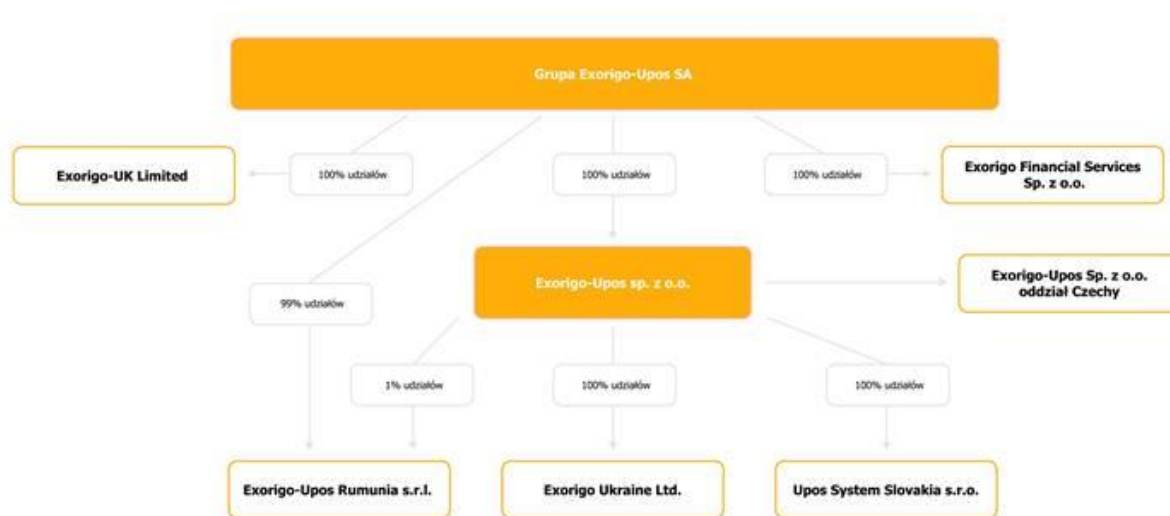 Grupa Exorigo-Upos SA
Exorigo-UK Limited
100% udziałów
100% udziałów
100% udziałów
Exorigo Financial Services
Sp. z o.o.
Exorigo-Upos sp. z o.o.
Exorigo-Upos Sp. z o.o.
oddział Czechy
99% udziałów
1% udziałów
100% udziałów
100% udziałów
Exorigo-Upos Rumunia s.r.l.
Exorigo Ukraine Ltd.
Upos System Slovakia s.r.o.